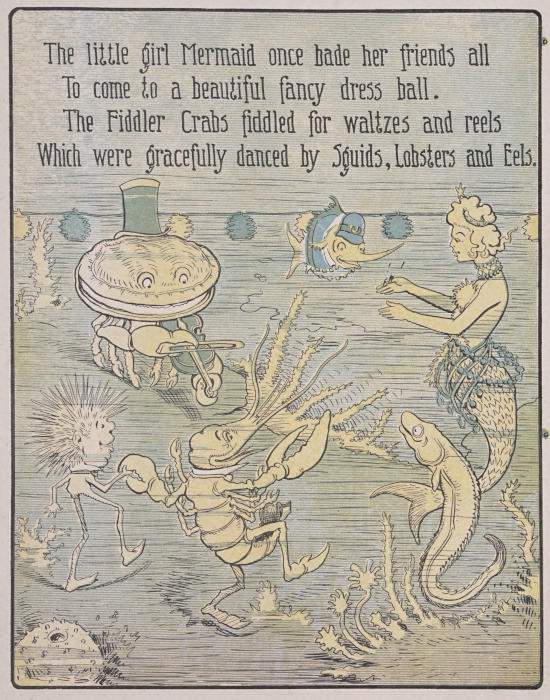 The little girl Mermaid once bade her friends all
To come to a beautiful fancy dress ball.
The Fiddler Crabs fiddled for waltzes and reels
Which were gracefully danced by Squids, Lobsters and Eels.